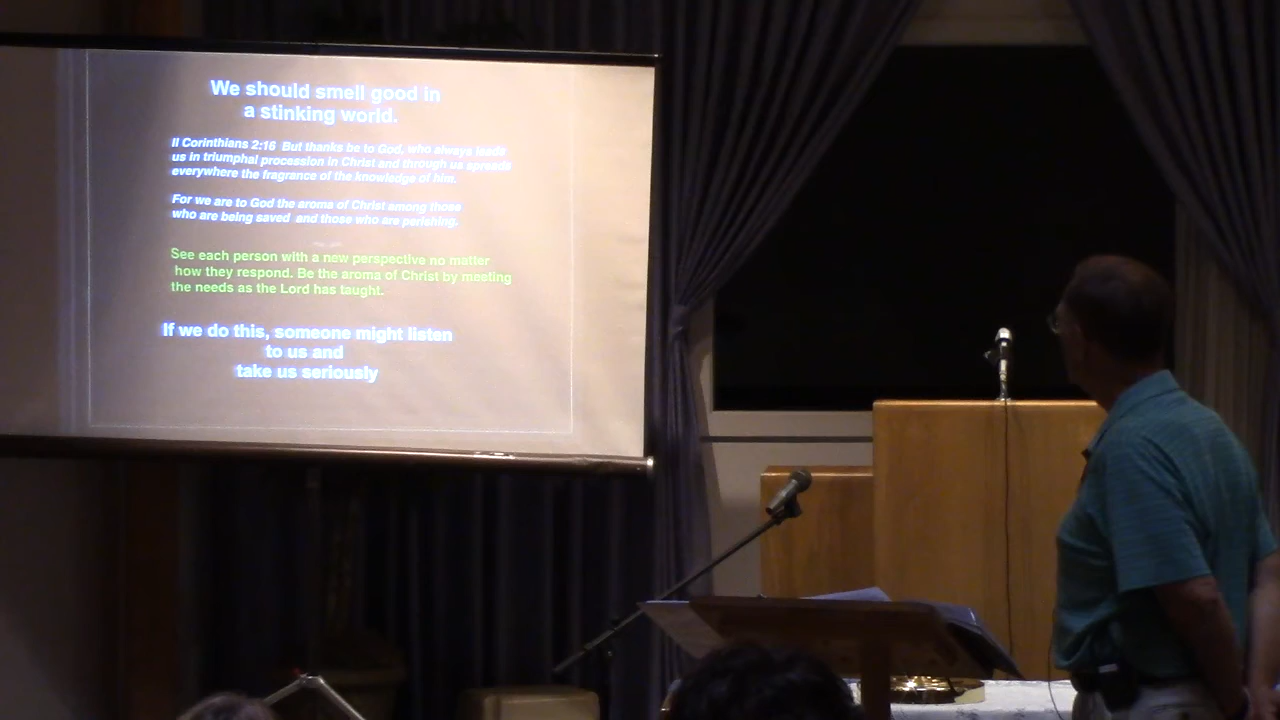 We should smell good in
a stinking world.
II Corinthians 2:16 But thanks be to God, who always leads
us in triumphal procession in Christ and through us spreads
everywhere the fragrance of the knowledge of him.
For we are to God the aroma of Christ among those
who are being saved and those who are perishing.
See each person with a new perspective no matter
how they respond. Be the aroma of Christ by meeting
the needs as the Lord has taught.
If we do this, someone might listen
to us and
take us seriously